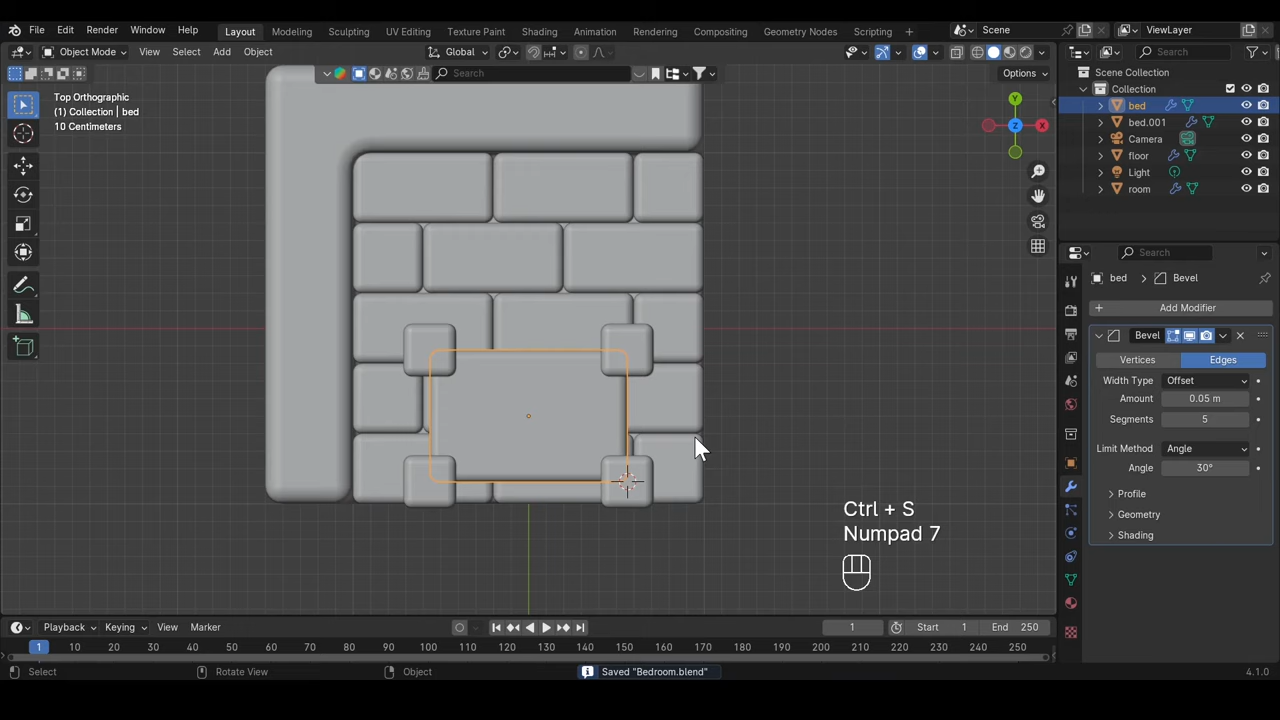 File Edit Render Window Help Layout Modeling Sculpting UV Editing Texture Paint Shading Animation Rendering Compositing Geometry Nodes Scripting + Scene ViewLayer
Object Mode View Select Add Object Global Search
Search Options
Top Orthographic
(1) Collection | bed
10 Centimeters
Y
X
Z
Scene Collection
Collection
bed
bed.001
Camera
floor
Light
room
Search
bed > Bevel
+ Add Modifier
Bevel
Vertices Edges
Width Type Offset
Amount 0.05 m
Segments 5
Limit Method Angle
Angle 30°
Profile
Geometry
Shading
Ctrl + S
Numpad 7
Playback Keying View Marker 1 Start 1 End 250
1 10 20 30 40 50 60 70 80 90 100 110 120 130 140 150 160 170 180 190 200 210 220 230 240 250
Select Rotate View Object Saved "Bedroom.blend" 4.1.0